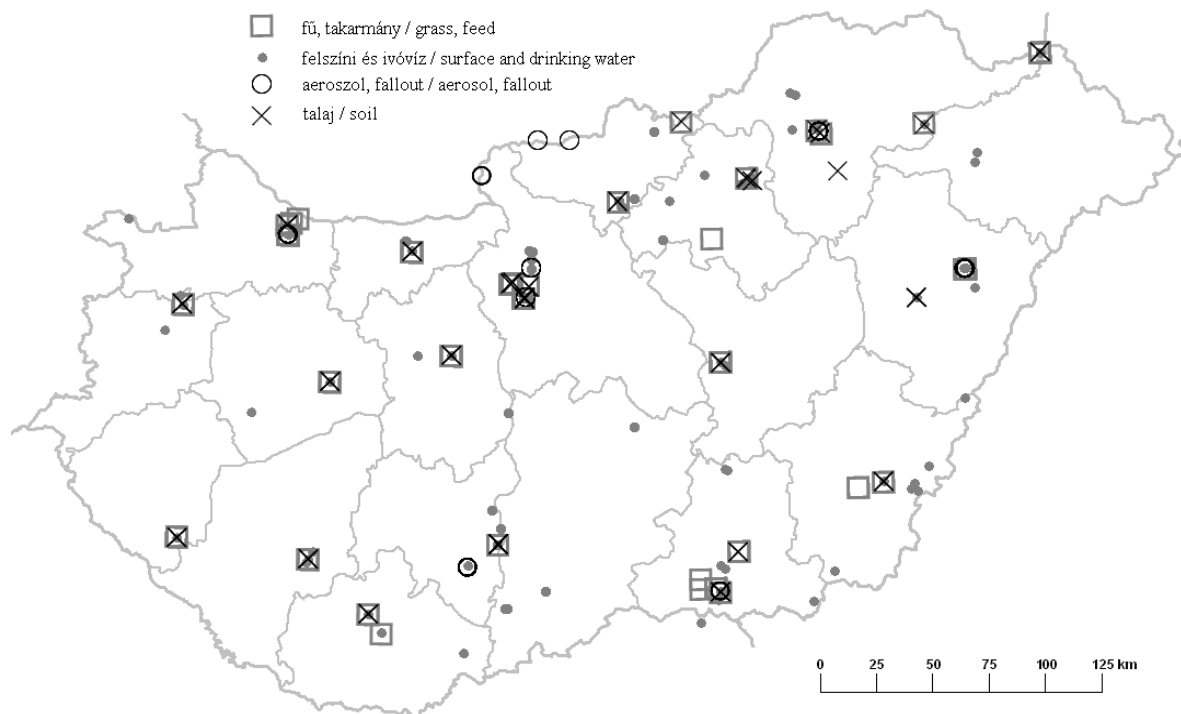 fű, takarmány / grass, feed
felszíni és ivóvíz / surface and drinking water
aeroszol, fallout / aerosol, fallout
talaj / soil
0 25 50 75 100 125 km